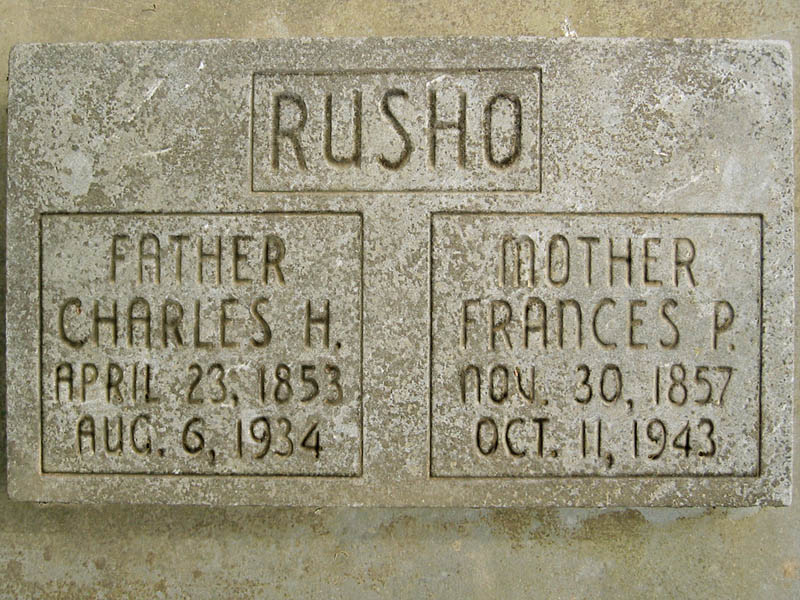 RUSHO
FATHER
CHARLES H.
APRIL 23, 1853
AUG. 6, 1934
MOTHER
FRANCES P.
NOV. 30, 1857
OCT. 11, 1943